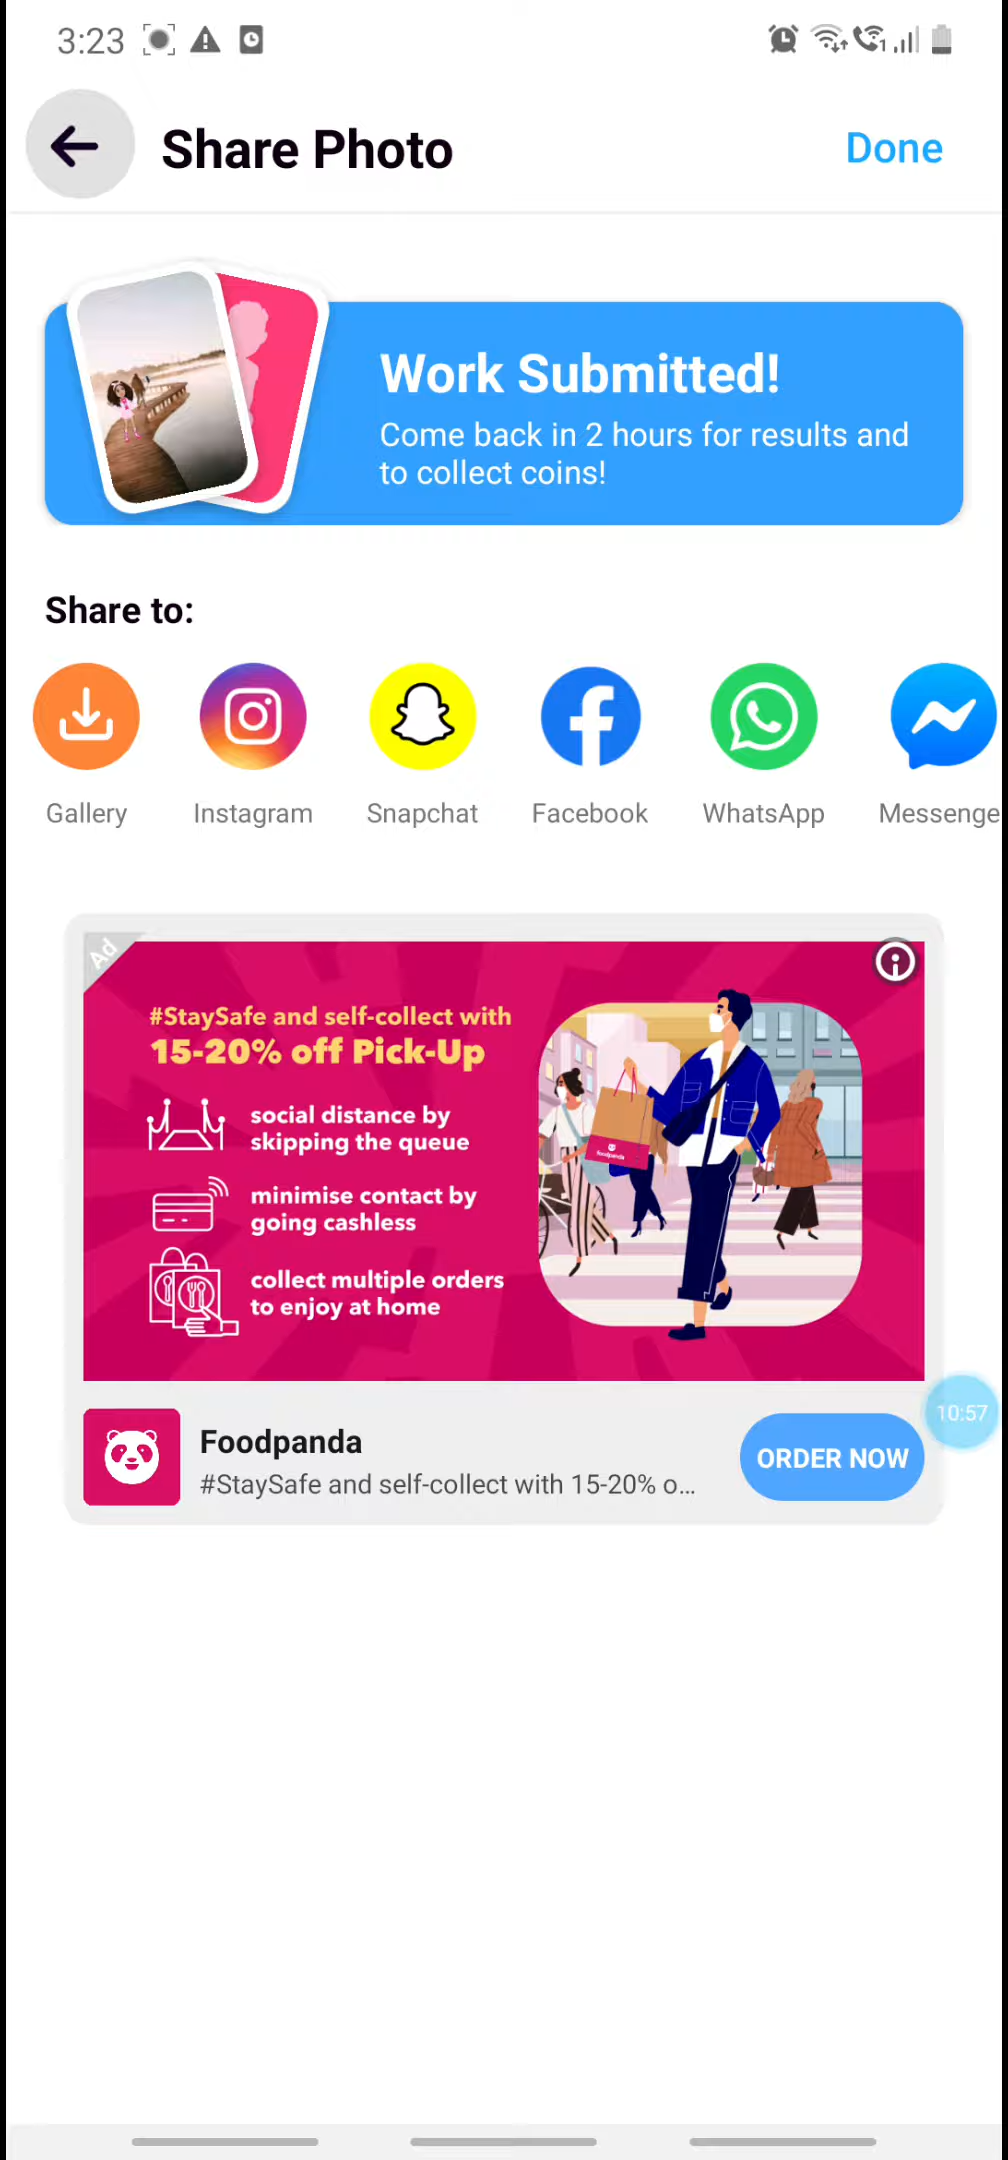 3:23
Share Photo
Done
Work Submitted!
Come back in 2 hours for results and
to collect coins!
Share to:
Gallery
Instagram
Snapchat
Facebook
WhatsApp
Messenge
Ad
#StaySafe and self-collect with
15-20% off Pick-Up
social distance by
skipping the queue
minimise contact by
going cashless
collect multiple orders
to enjoy at home
foodpanda
10:57
Foodpanda
#StaySafe and self-collect with 15-20% o...
ORDER NOW